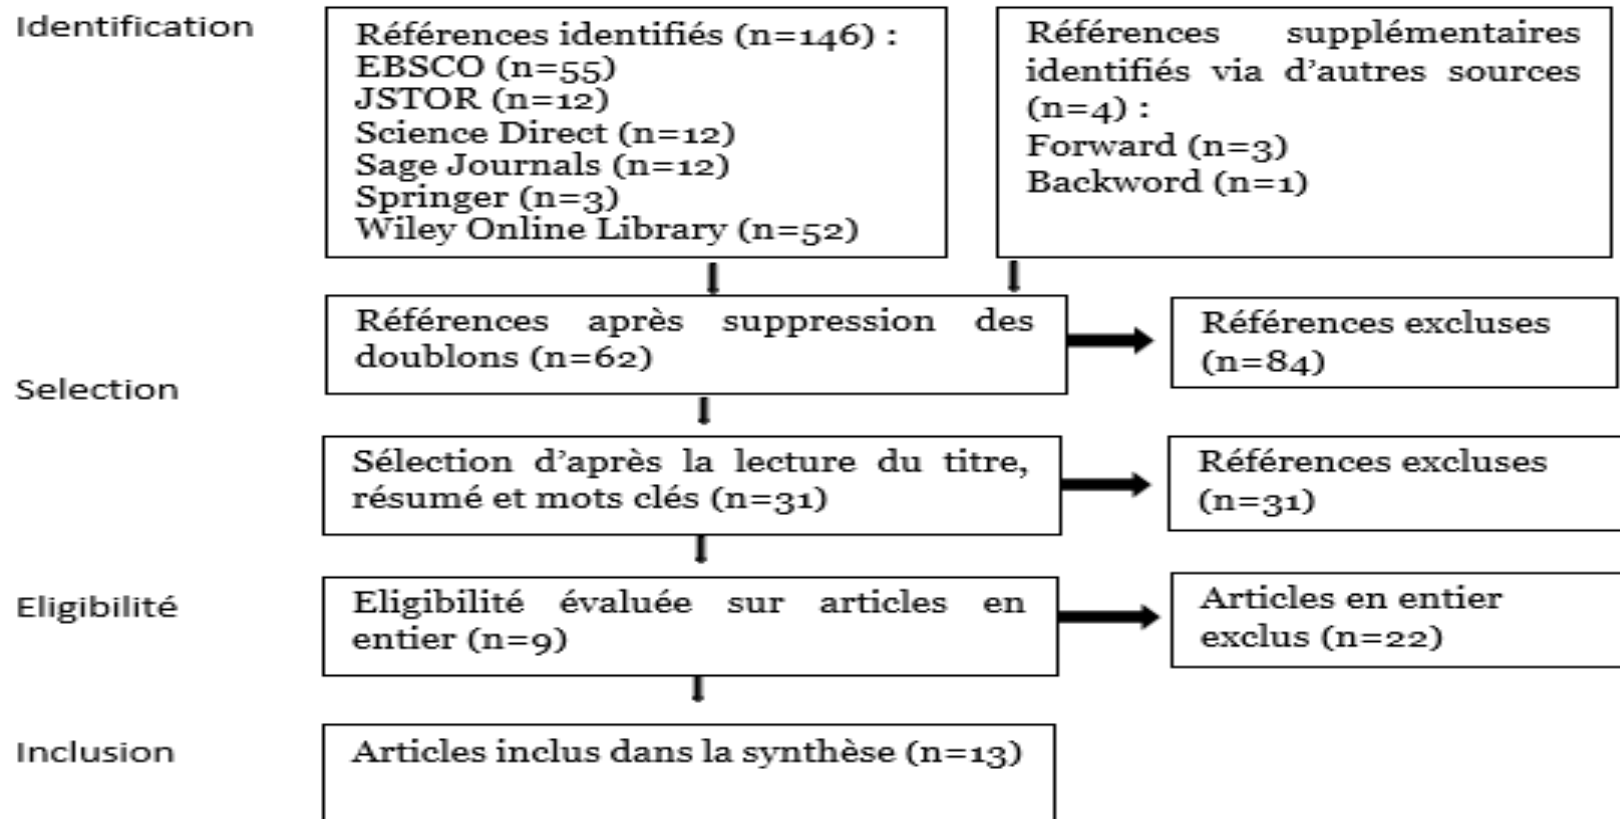 Identification
Références identifiés (n=146) :
EBSCO (n=55)
JSTOR (n=12)
Science Direct (n=12)
Sage Journals (n=12)
Springer (n=3)
Wiley Online Library (n=52)
Références supplémentaires
identifiés via d'autres sources
(n=4) :
Forward (n=3)
Backword (n=1)
Références après suppression des
doublons (n=62)
Références excluses
(n=84)
Selection
Sélection d'après la lecture du titre,
résumé et mots clés (n=31)
Références excluses
(n=31)
Eligibilité
Eligibilité évaluée sur articles en
entier (n=9)
Articles en entier
exclus (n=22)
Inclusion
Articles inclus dans la synthèse (n=13)